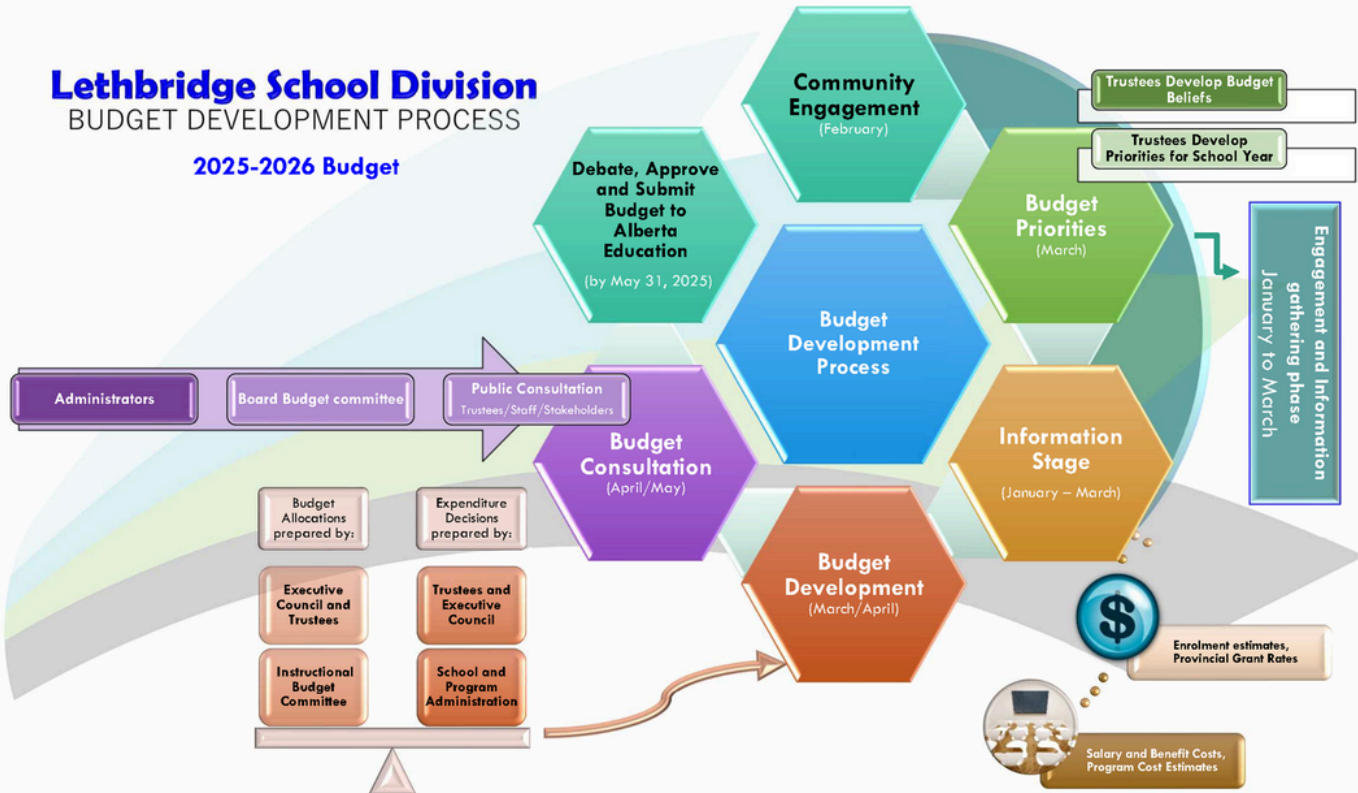 Lethbridge School Division
BUDGET DEVELOPMENT PROCESS
2025-2026 Budget
Community
Engagement
(February)
Trustees Develop Budget
Beliefs
Trustees Develop
Priorities for School Year
Budget
Priorities
(March)
Engagement and Information
gathering phase
January to March
Debate, Approve
and Submit
Budget to
Alberta
Education
(by May 31, 2025)
Budget
Development
Process
Administrators
Board Budget committee
Public Consultation
Trustees/Staff/Stakeholders
Budget
Consultation
(April/May)
Information
Stage
(January – March)
Budget
Development
(March/April)
Budget
Allocations
prepared by:
Expenditure
Decisions
prepared by:
Executive
Council and
Trustees
Trustees and
Executive
Council
Instructional
Budget
Committee
School and
Program
Administration
$
Enrolment estimates,
Provincial Grant Rates
Salary and Benefit Costs,
Program Cost Estimates